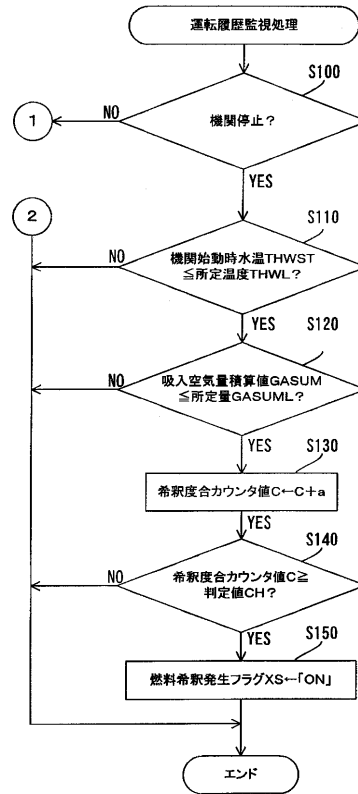 運転履歴監視処理
S100
機関停止?
NO
1
YES
2
S110
機関始動時水温THWST
≦所定温度THWL?
NO
YES
S120
吸入空気量積算値GASUM
≦所定量GASUML?
NO
YES
S130
希釈度合カウンタ値C←C+a
YES
S140
希釈度合カウンタ値C≧
判定値CH?
NO
YES
S150
燃料希釈発生フラグXS←「ON」
エンド